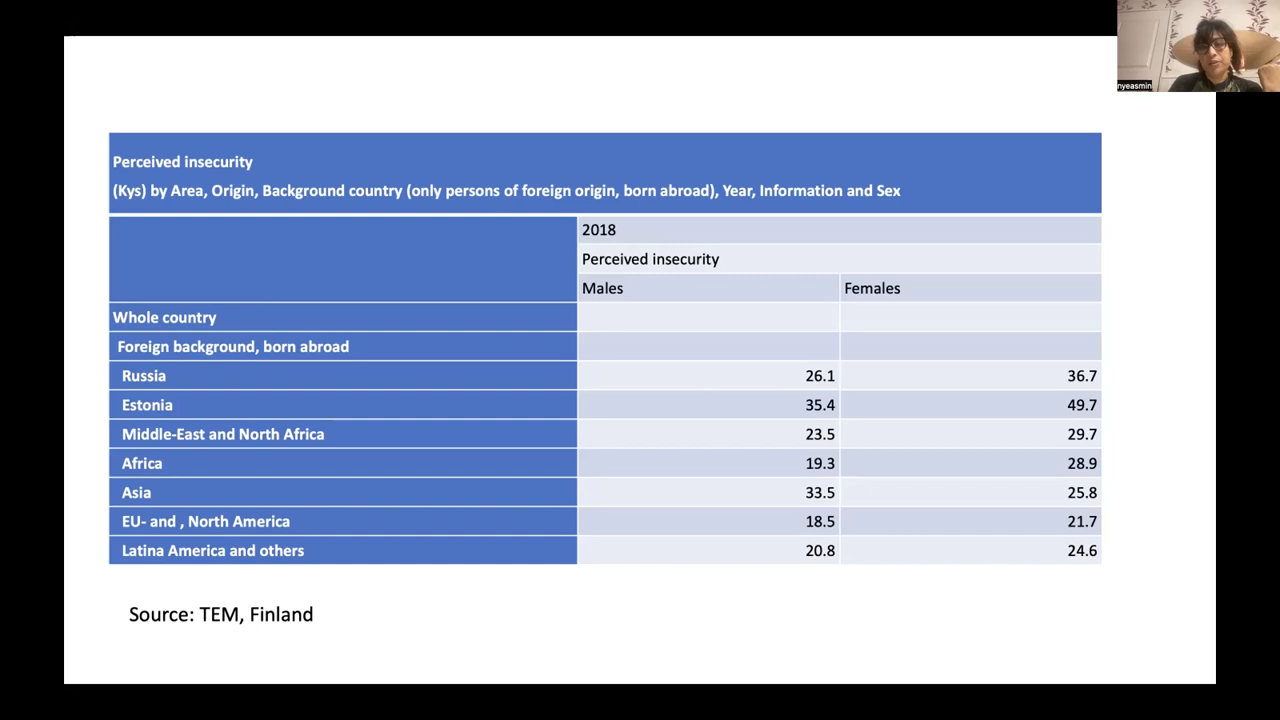 nyeasmin
Perceived insecurity
(Kys) by Area, Origin, Background country (only persons of foreign origin, born abroad), Year, Information and Sex
2018
Perceived insecurity
Males Females
Whole country
Foreign background, born abroad
Russia 26.1 36.7
Estonia 35.4 49.7
Middle-East and North Africa 23.5 29.7
Africa 19.3 28.9
Asia 33.5 25.8
EU- and , North America 18.5 21.7
Latina America and others 20.8 24.6
Source: TEM, Finland